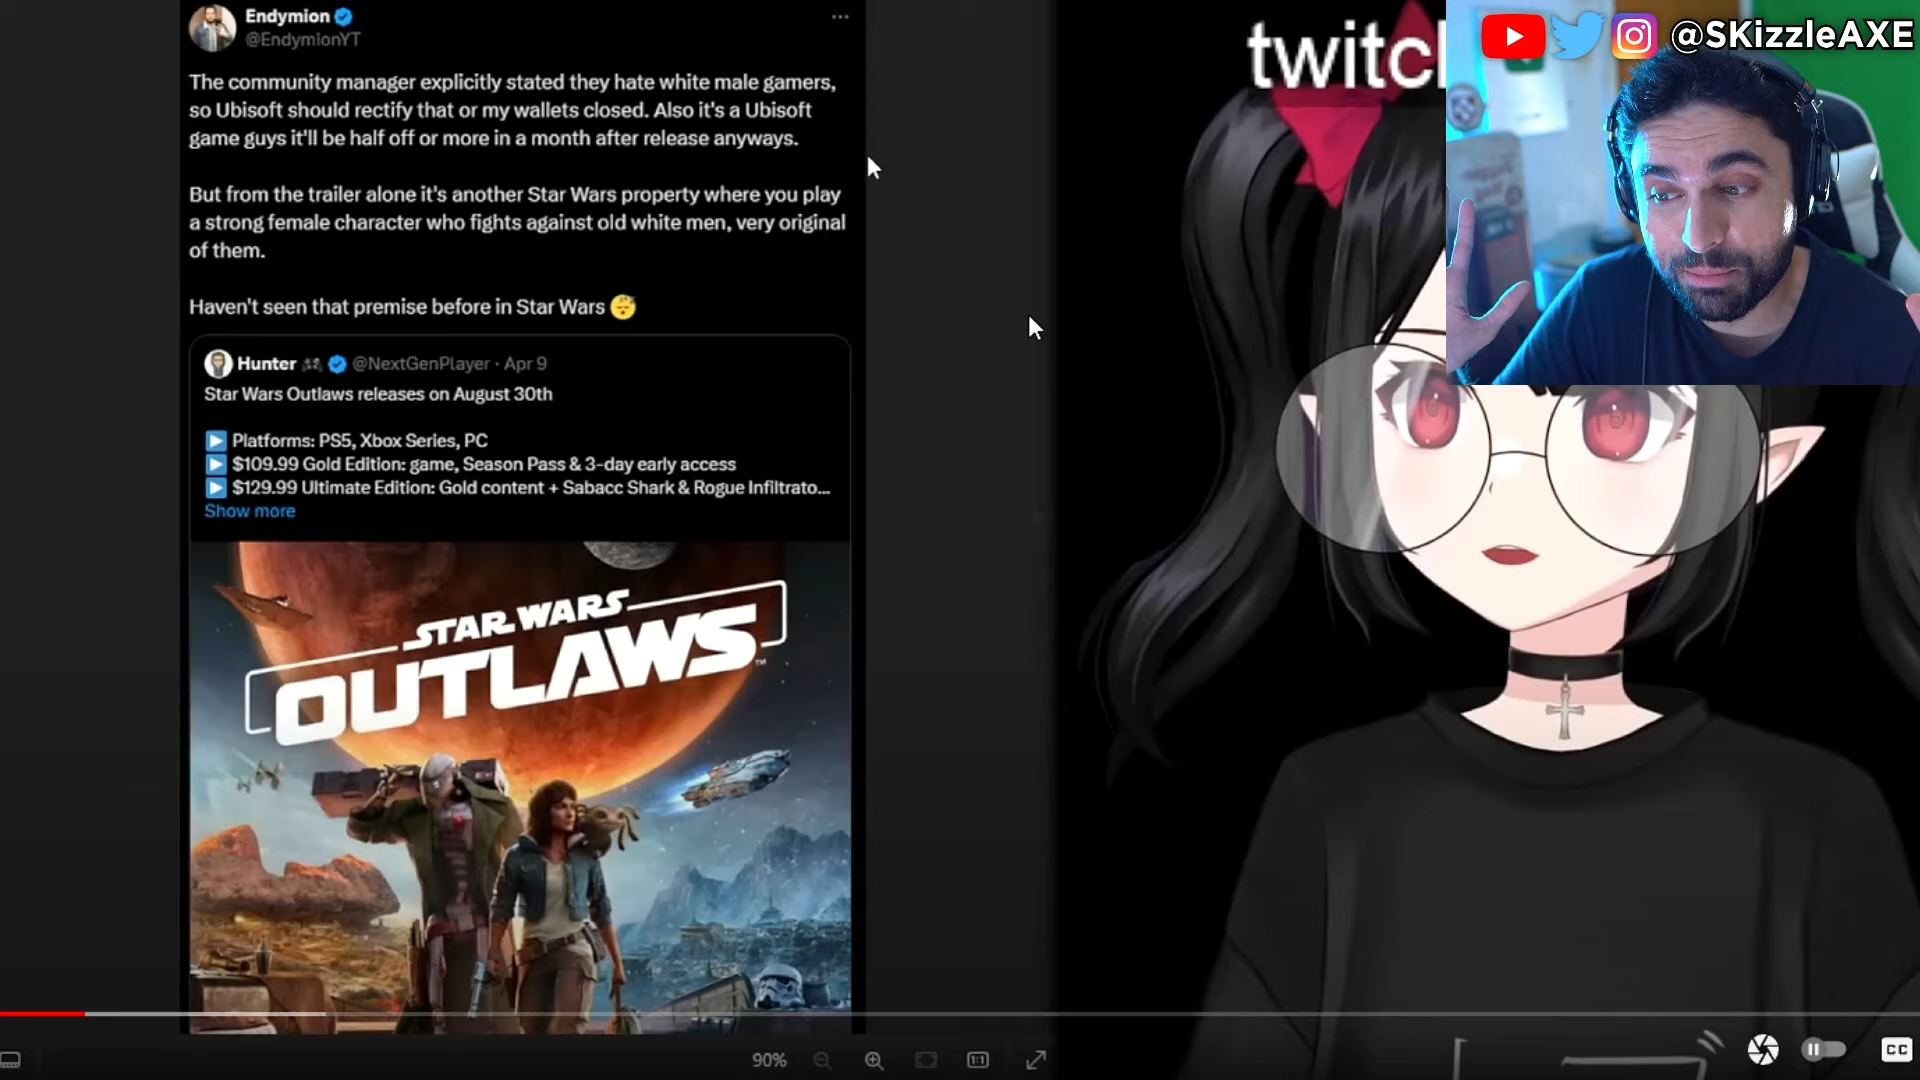 Endymion
@EndymionYT
The community manager explicitly stated they hate white male gamers,
so Ubisoft should rectify that or my wallets closed. Also it's a Ubisoft
game guys it'll be half off or more in a month after release anyways.
But from the trailer alone it's another Star Wars property where you play
a strong female character who fights against old white men, very original
of them.
Haven't seen that premise before in Star Wars 😴
Hunter 🎮 @NextGenPlayer · Apr 9
Star Wars Outlaws releases on August 30th
▶ Platforms: PS5, Xbox Series, PC
▶ $109.99 Gold Edition: game, Season Pass & 3-day early access
▶ $129.99 Ultimate Edition: Gold content + Sabacc Shark & Rogue Infiltrato...
Show more
STAR WARS
OUTLAWS™
twitc
@SKizzleAXE
90%
1:1
CC